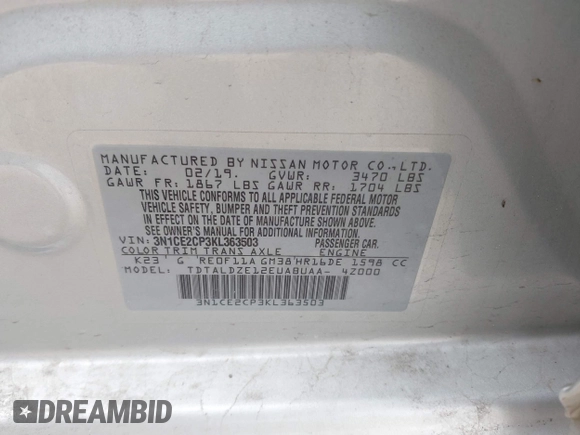 MANUFACTURED BY NISSAN MOTOR CO.,LTD.
DATE: 02/19. GVWR: 3470 LBS
GAWR FR: 1867 LBS GAWR RR: 1704 LBS
THIS VEHICLE CONFORMS TO ALL APPLICABLE FEDERAL MOTOR
VEHICLE SAFETY, BUMPER AND THEFT PREVENTION STANDARDS
IN EFFECT ON THE DATE OF MANUFACTURE SHOWN ABOVE.
SEE OWNER'S MANUAL FOR ADDITIONAL INFORMATION.
VIN: 3N1CE2CP3KL363503 PASSENGER CAR
COLOR TRIM TRANS AXLE ENGINE
K23 G RE0F11A GM38 HR16DE 1598 CC
MODEL: TDTALDZE12EUABUAA- 4Z000
3N1CE2CP3KL363503
DREAMBID